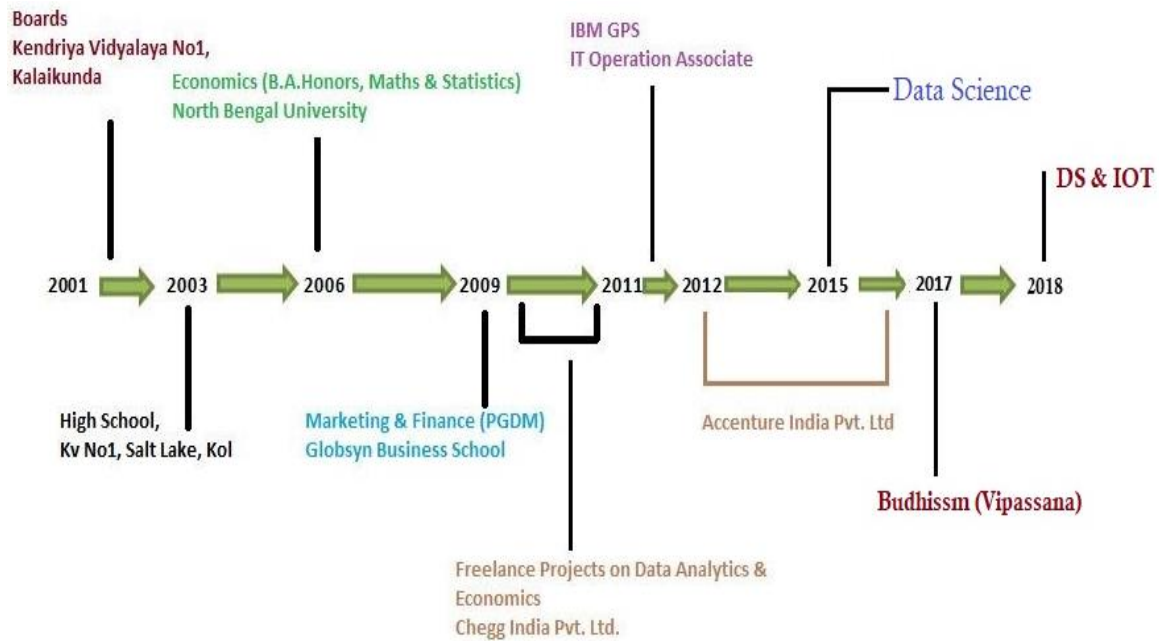 Boards
Kendriya Vidyalaya No1,
Kalaikunda
Economics (B.A.Honors, Maths & Statistics)
North Bengal University
IBM GPS
IT Operation Associate
Data Science
DS & IOT
2001
2003
2006
2009
2011
2012
2015
2017
2018
High School,
Kv No1, Salt Lake, Kol
Marketing & Finance (PGDM)
Globsyn Business School
Accenture India Pvt. Ltd
Budhissm (Vipassana)
Freelance Projects on Data Analytics &
Economics
Chegg India Pvt. Ltd.